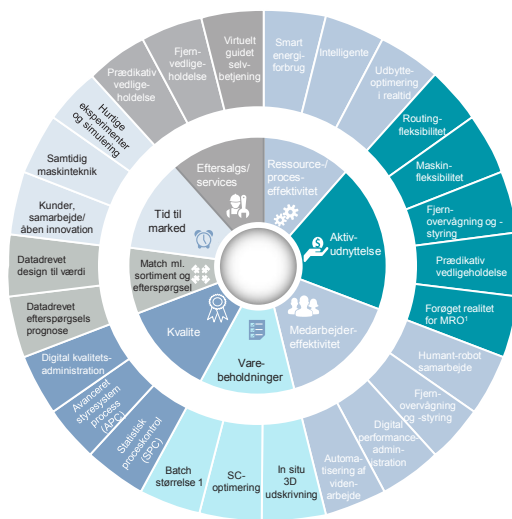 Smart
energi-
forbrug
Intelligente
Udbytte-
optimering
i realtid
Routing-
fleksibilitet
Maskin-
fleksibilitet
Fjern-
overvågning og -
styring
Prædikativ
vedligeholdelse
Forøget realitet
for MRO¹
Humant-robot
samarbejde
Fjern-
overvågning
og -styring
Digital
performance-
admini-
stration
Automa-
tisering af
viden-
arbejde
In situ
3D
udskrivning
SC-
optimering
Batch
størrelse 1
Statistisk
proceskontrol
(SPC)
Avanceret
styresystem
process
(APC)
Digital kvalitets-
administration
Datadrevet
efterspørgsels
prognose
Datadrevet
design til værdi
Kunder,
samarbejde/
åben innovation
Samtidig
maskinteknik
Hurtige
eksperimenter
og simulering
Prædikativ
vedlige-
holdelse
Fjern-
vedlige-
holdelse
Virtuelt
guidet
selv-
betjening
Ressource-/
proces-
effektivitet
Aktiv-
udnyttelse
Medarbejder-
effektivitet
Vare-
beholdninger
Kvalite
Match ml.
sortiment og
efterspørgsel
Tid til
marked
Eftersalgs/
services